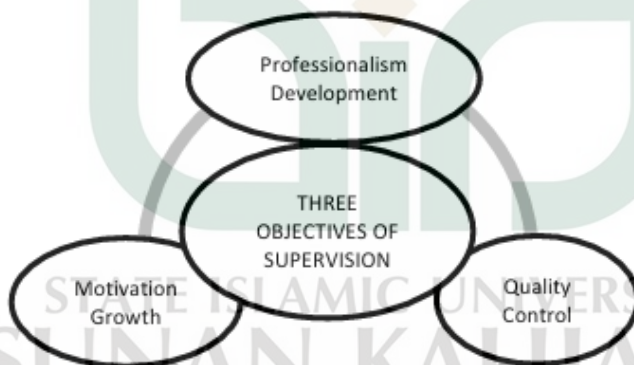 Professionalism
Development
THREE
OBJECTIVES OF
SUPERVISION
Motivation
Growth
Quality
Control
STATE ISLAMIC UNIVERS
SUNAN KALIJA